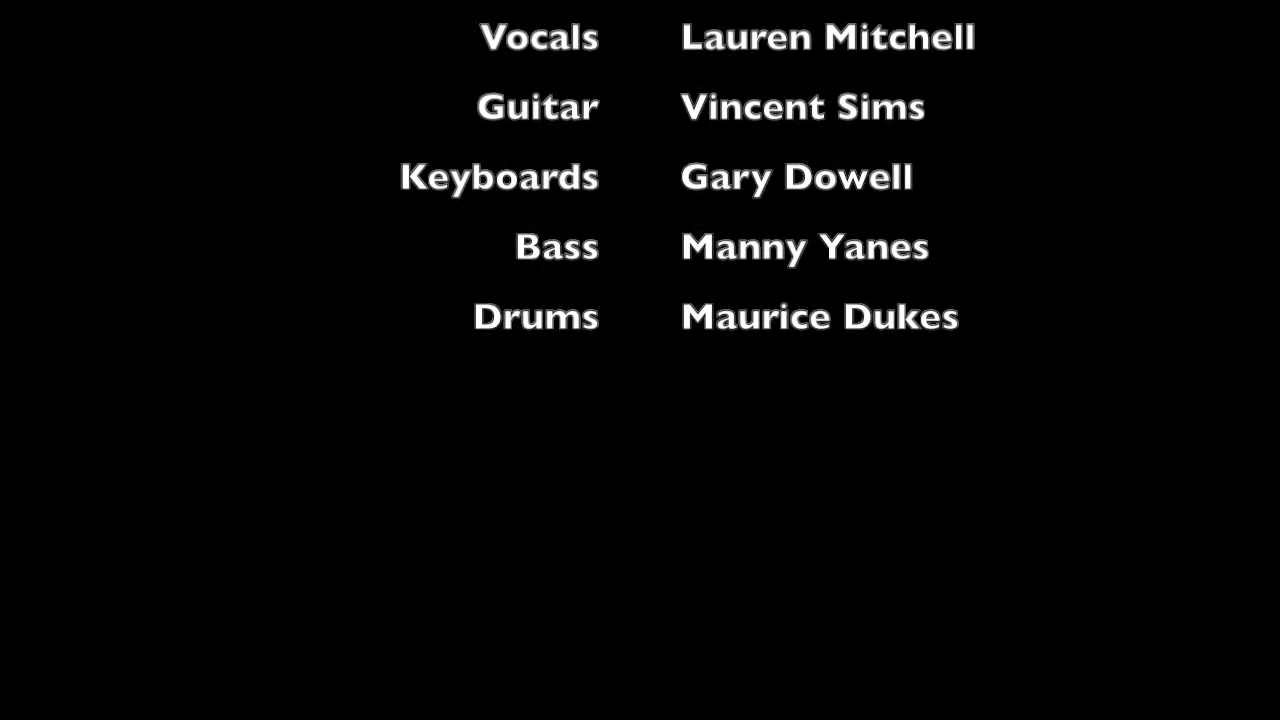 Vocals Lauren Mitchell
Guitar Vincent Sims
Keyboards Gary Dowell
Bass Manny Yanes
Drums Maurice Dukes